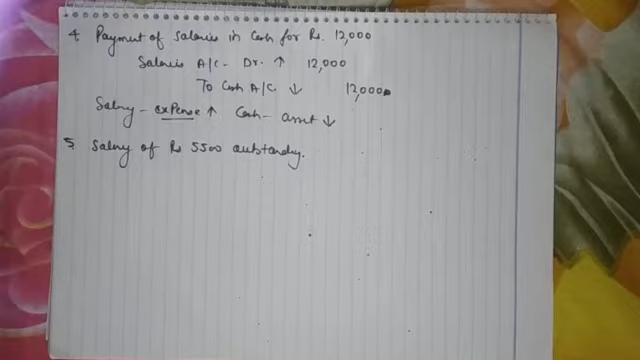 4. Payment of Salaries in Cash for Rs. 12,000
Salaries A/C - Dr. ↑ 12,000
To Cash A/C. ↓ 12,000
Salary - expense ↑ Cash - asset ↓
5. Salary of Rs 5500 outstanding.